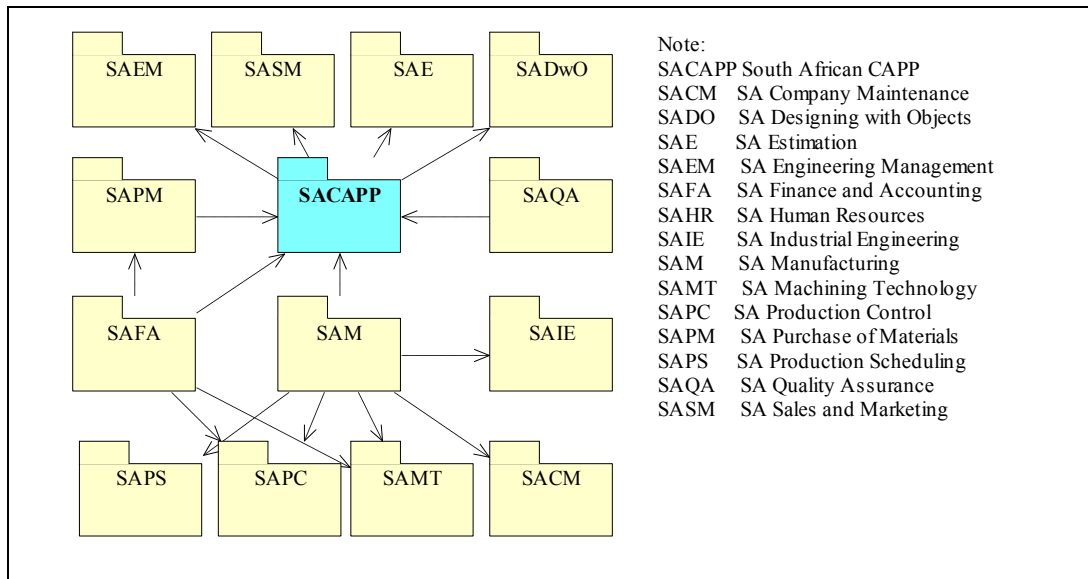 SAEM SASM SAE SADwO
SAPM SACAPP SAQA
SAFA SAM SAIE
SAPS SAPC SAMT SACM
Note:
SACAPP South African CAPP
SACM SA Company Maintenance
SADO SA Designing with Objects
SAE SA Estimation
SAEM SA Engineering Management
SAFA SA Finance and Accounting
SAHR SA Human Resources
SAIE SA Industrial Engineering
SAM SA Manufacturing
SAMT SA Machining Technology
SAPC SA Production Control
SAPM SA Purchase of Materials
SAPS SA Production Scheduling
SAQA SA Quality Assurance
SASM SA Sales and Marketing